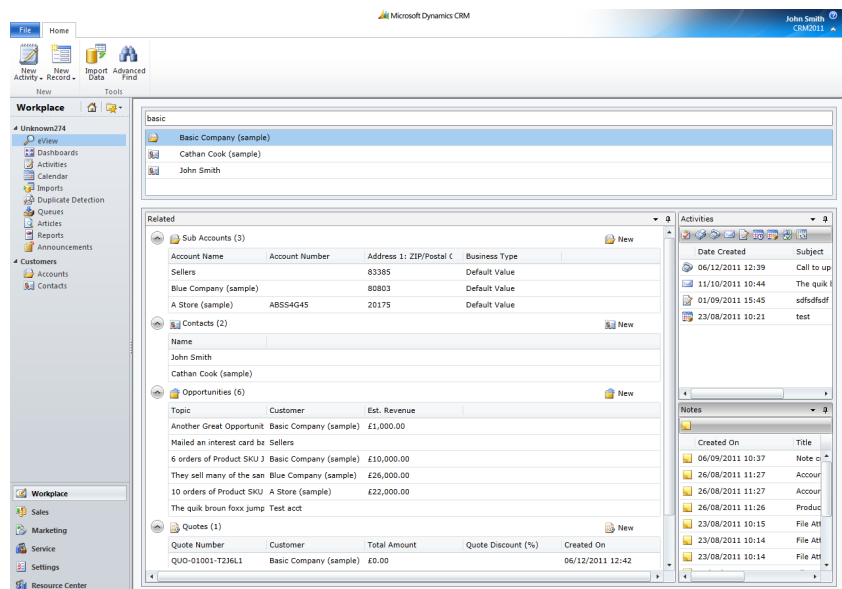 Microsoft Dynamics CRM
John Smith
CRM2011
File Home
New Activity
New Record
Import Data
Advanced Find
New
Tools
Workplace
Unknown274
eView
Dashboards
Activities
Calendar
Imports
Duplicate Detection
Queues
Articles
Reports
Announcements
Customers
Accounts
Contacts
Workplace
Sales
Marketing
Service
Settings
Resource Center
basic
Basic Company (sample)
Cathan Cook (sample)
John Smith
Related
Sub Accounts (3) New
Account Name Account Number Address 1: ZIP/Postal C Business Type
Sellers 83385 Default Value
Blue Company (sample) 80803 Default Value
A Store (sample) ABSS4G45 20175 Default Value
Contacts (2) New
Name
John Smith
Cathan Cook (sample)
Opportunities (6) New
Topic Customer Est. Revenue
Another Great Opportunit Basic Company (sample) £1,000.00
Mailed an interest card ba Sellers
6 orders of Product SKU J Basic Company (sample) £10,000.00
They sell many of the san Blue Company (sample) £26,000.00
10 orders of Product SKU A Store (sample) £22,000.00
The quik broun foxx jump Test acct
Quotes (1) New
Quote Number Customer Total Amount Quote Discount (%) Created On
QUO-01001-T2J6L1 Basic Company (sample) £0.00 06/12/2011 12:42
Activities
Date Created Subject
06/12/2011 12:39 Call to up
11/10/2011 10:44 The quik b
01/09/2011 15:45 sdfsdfsdf
23/08/2011 10:21 test
Notes
Created On Title
06/09/2011 10:37 Note c
26/08/2011 11:27 Accour
26/08/2011 11:27 Accour
26/08/2011 11:26 Produc
23/08/2011 10:15 File Att
23/08/2011 10:14 File Att
23/08/2011 10:14 File Att